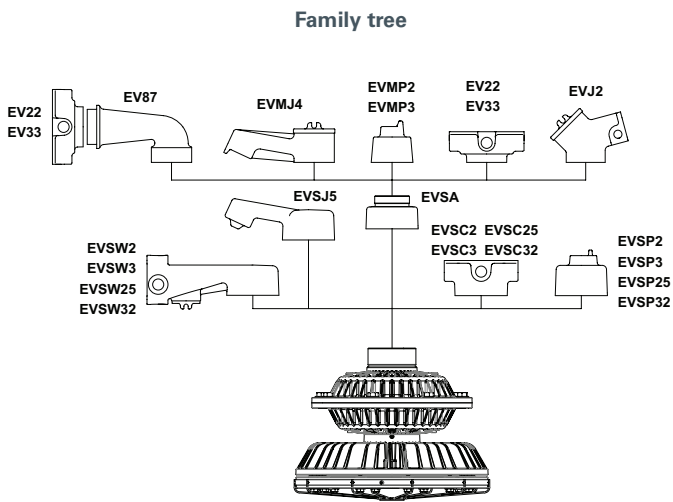 Family tree
EV22
EV33
EV87
EVMJ4
EVMP2
EVMP3
EV22
EV33
EVJ2
EVSJ5
EVSA
EVSW2
EVSW3
EVSW25
EVSW32
EVSC2 EVSC25
EVSC3 EVSC32
EVSP2
EVSP3
EVSP25
EVSP32